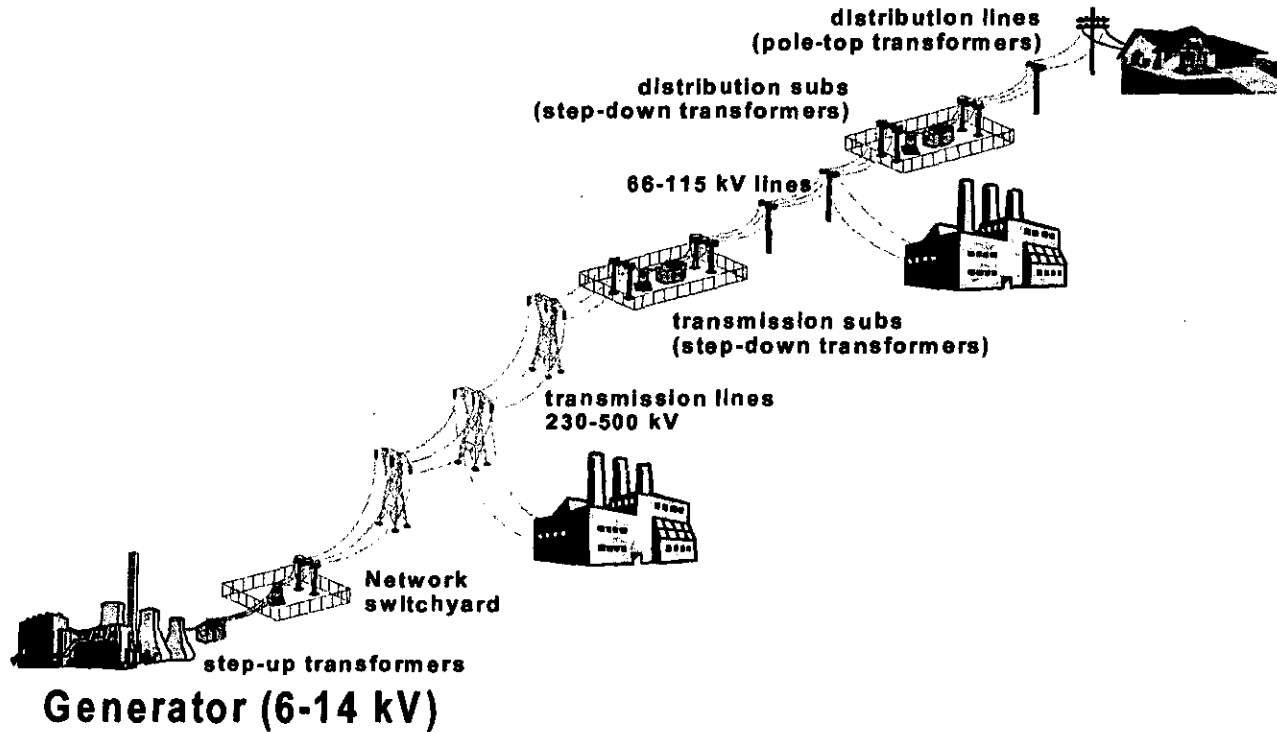 distribution lines
(pole-top transformers)
distribution subs
(step-down transformers)
66-115 kV lines
transmission subs
(step-down transformers)
transmission lines
230-500 kV
Network
switchyard
step-up transformers
Generator (6-14 kV)